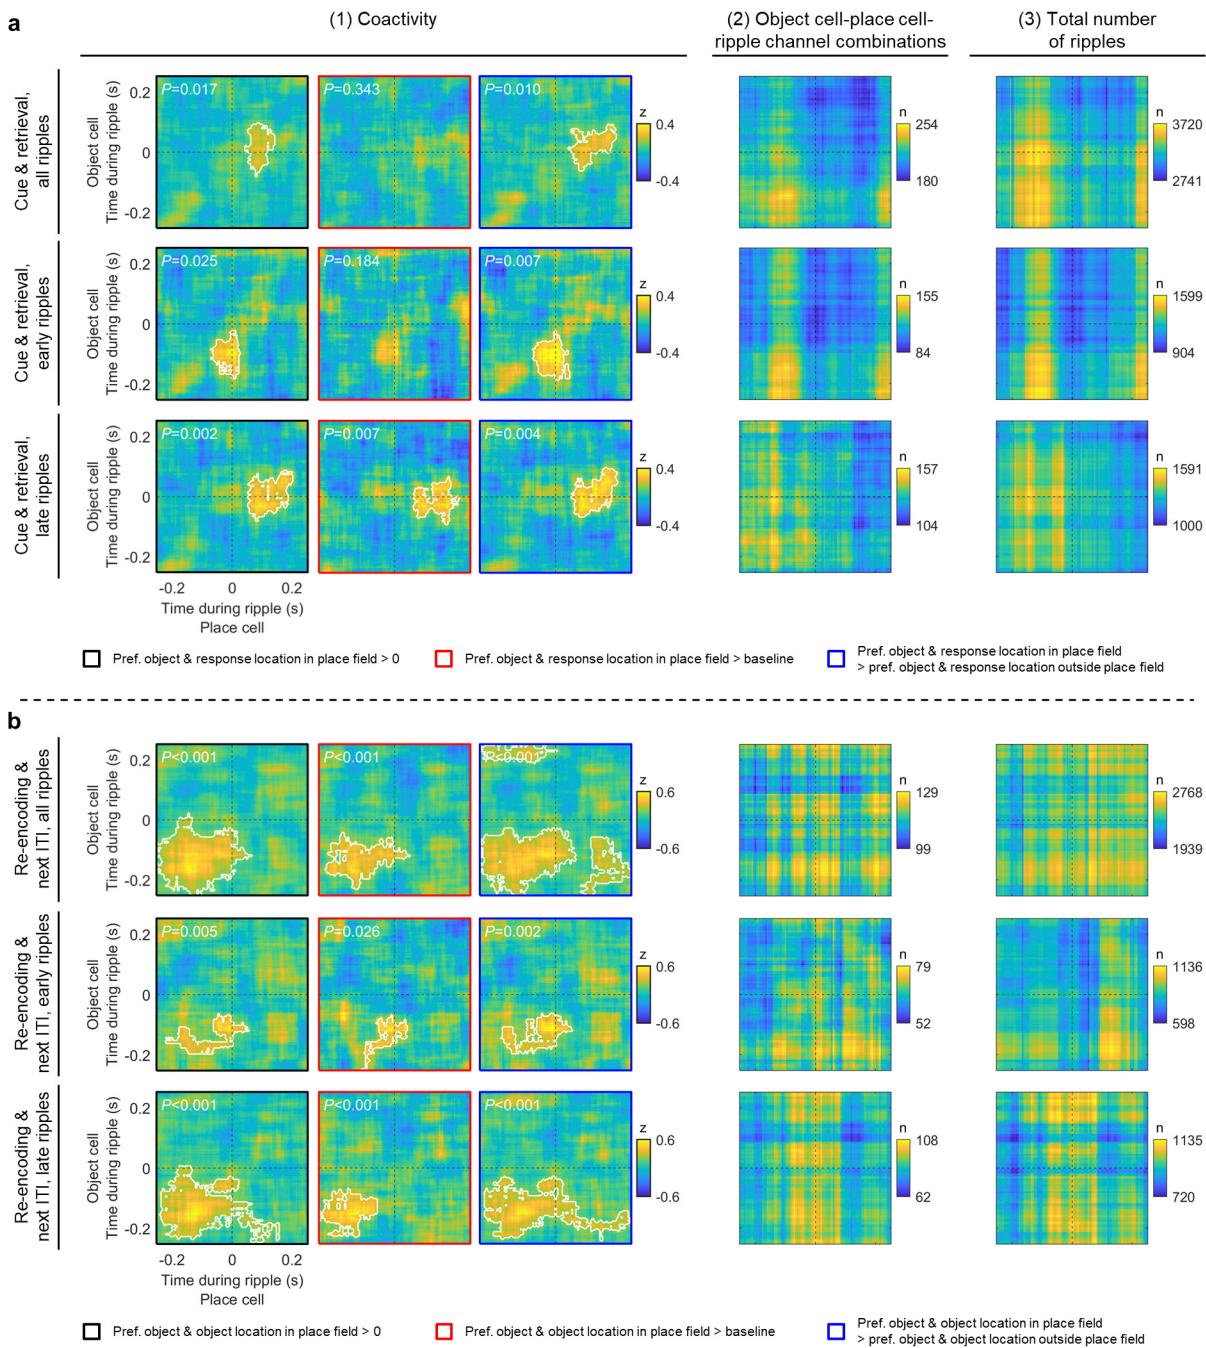 a
(1) Coactivity
(2) Object cell-place cell-
ripple channel combinations
(3) Total number
of ripples
Cue & retrieval,
all ripples
Object cell
Time during ripple (s)
0.2
0
-0.2
P=0.017
P=0.343
P=0.010
z
0.4
-0.4
n
254
180
n
3720
2741
Cue & retrieval,
early ripples
Object cell
Time during ripple (s)
0.2
0
-0.2
P=0.025
P=0.184
P=0.007
z
0.4
-0.4
n
155
84
n
1599
904
Cue & retrieval,
late ripples
Object cell
Time during ripple (s)
0.2
0
-0.2
P=0.002
P=0.007
P=0.004
z
0.4
-0.4
n
157
104
n
1591
1000
-0.2 0 0.2
Time during ripple (s)
Place cell
Pref. object & response location in place field > 0
Pref. object & response location in place field > baseline
Pref. object & response location in place field
> pref. object & response location outside place field
b
Re-encoding &
next ITI, all ripples
Object cell
Time during ripple (s)
0.2
0
-0.2
P<0.001
P<0.001
P<0.001
z
0.6
-0.6
n
129
99
n
2768
1939
Re-encoding &
next ITI, early ripples
Object cell
Time during ripple (s)
0.2
0
-0.2
P=0.005
P=0.026
P=0.002
z
0.6
-0.6
n
79
52
n
1136
598
Re-encoding &
next ITI, late ripples
Object cell
Time during ripple (s)
0.2
0
-0.2
P<0.001
P<0.001
P<0.001
z
0.6
-0.6
n
108
62
n
1135
720
-0.2 0 0.2
Time during ripple (s)
Place cell
Pref. object & object location in place field > 0
Pref. object & object location in place field > baseline
Pref. object & object location in place field
> pref. object & object location outside place field